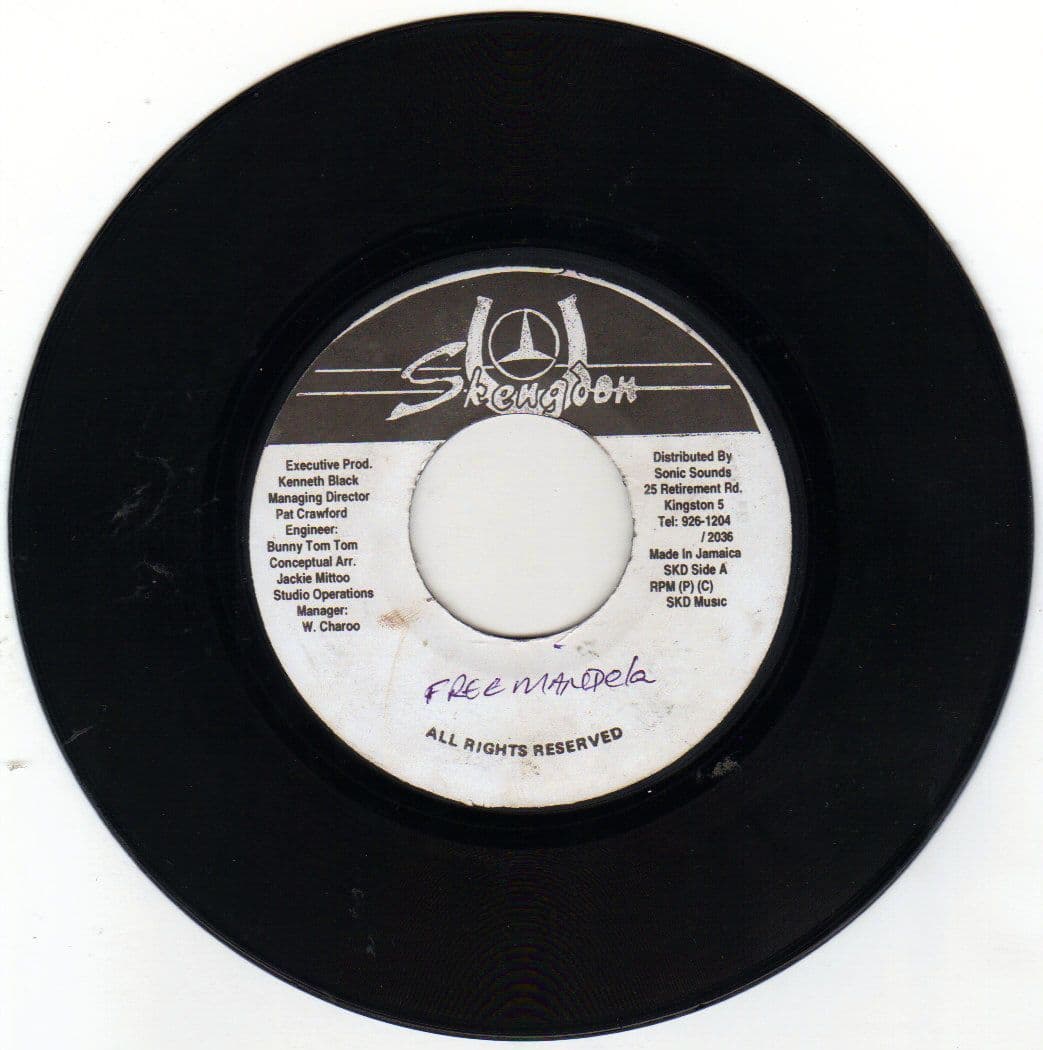 Skengdon
Executive Prod.
Kenneth Black
Managing Director
Pat Crawford
Engineer:
Bunny Tom Tom
Conceptual Arr.
Jackie Mittoo
Studio Operations
Manager:
W. Charoo
Distributed By
Sonic Sounds
25 Retirement Rd.
Kingston 5
Tel: 926-1204
/ 2036
Made In Jamaica
SKD Side A
RPM (P) (C)
SKD Music
FREE MANDela
ALL RIGHTS RESERVED